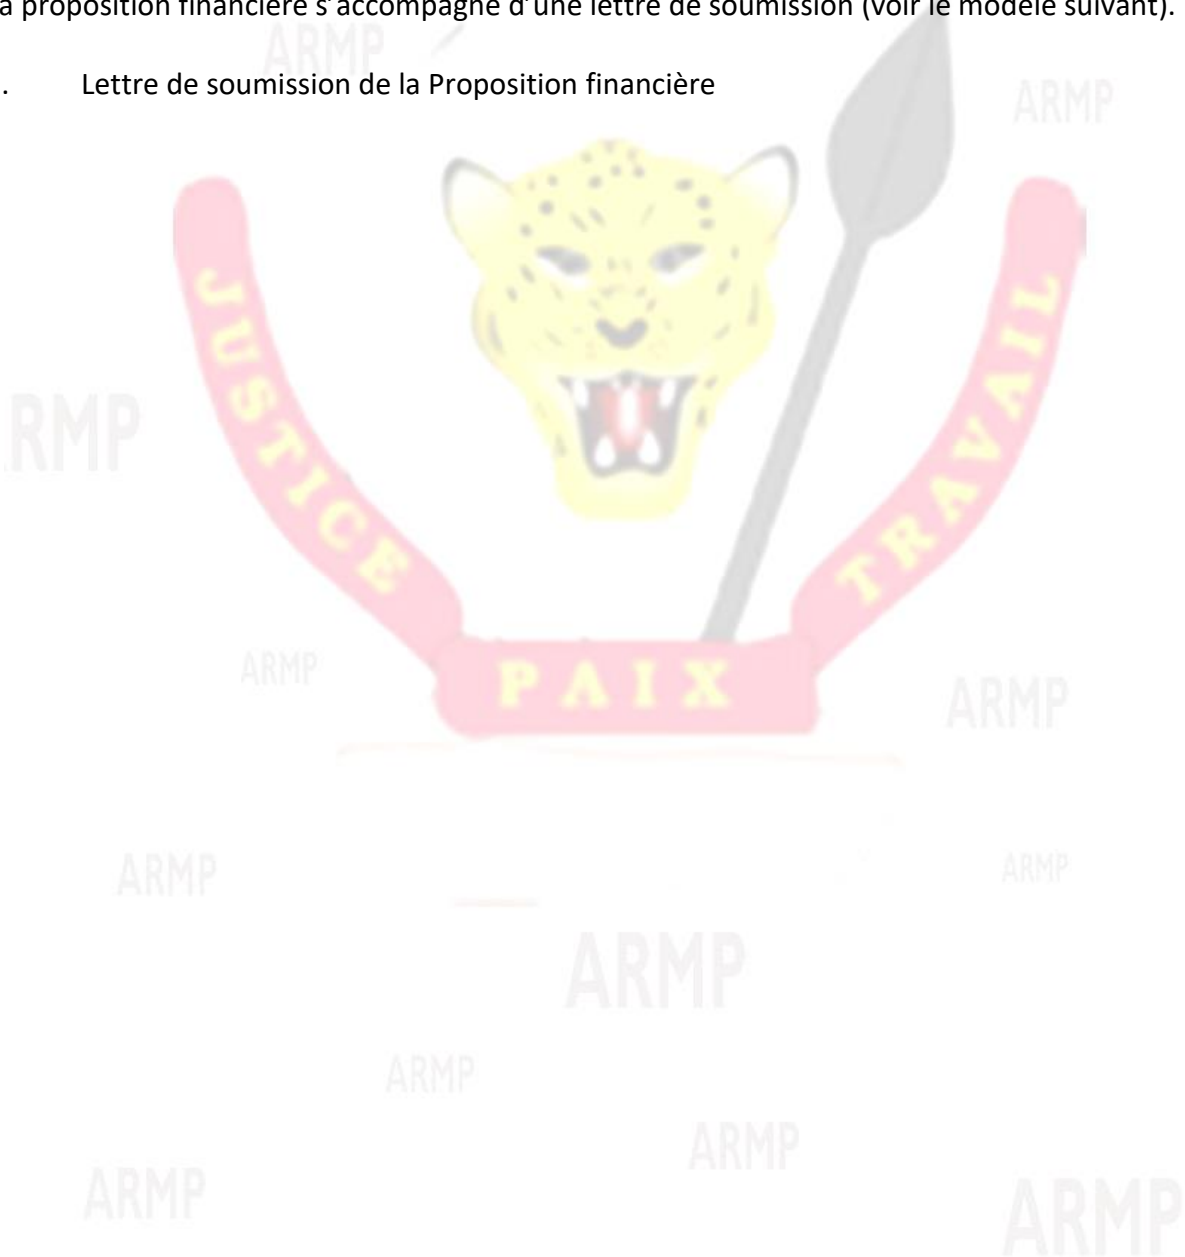 a proposition financière s'accompagne d'une lettre de soumission (voir le modèle suivant).
ARMP
. Lettre de soumission de la Proposition financière
ARMP
JUSTICE
TRAVAIL
RMP
PAIX
ARMP
ARMP
ARMP
ARMP
ARMP
ARMP
ARMP
ARMP
ARMP